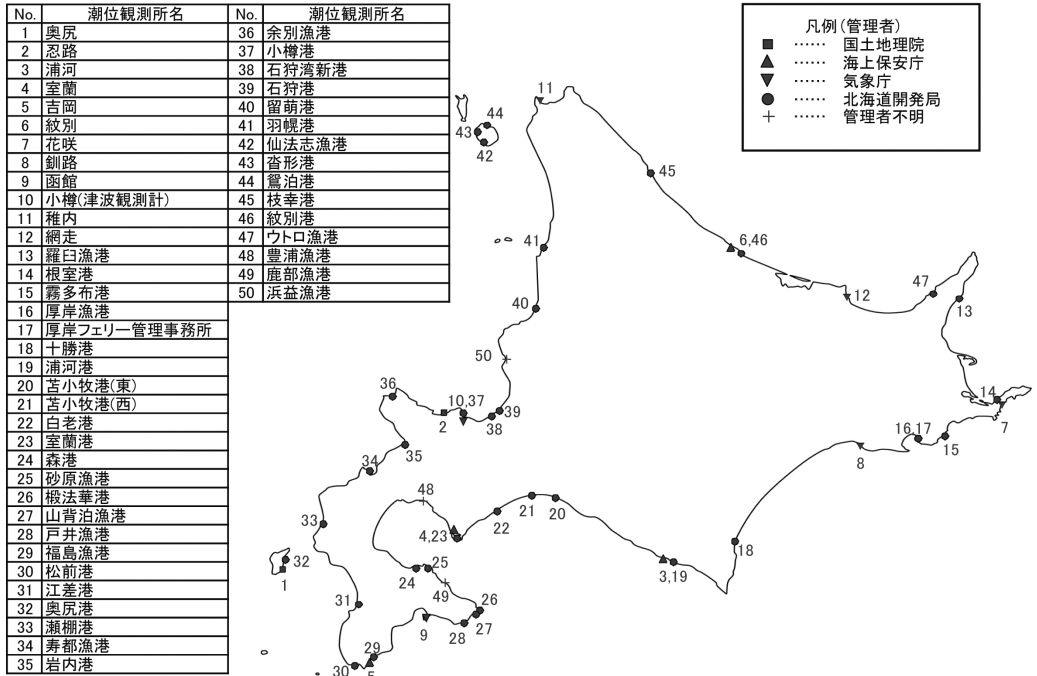 No. 潮位観測所名
1 奥尻
2 忍路
3 浦河
4 室蘭
5 吉岡
6 紋別
7 花咲
8 釧路
9 函館
10 小樽(津波観測計)
11 稚内
12 網走
13 羅臼漁港
14 根室港
15 霧多布港
16 厚岸漁港
17 厚岸フェリー管理事務所
18 十勝港
19 浦河港
20 苫小牧港(東)
21 苫小牧港(西)
22 白老港
23 室蘭港
24 森港
25 砂原漁港
26 椴法華港
27 山背泊漁港
28 戸井漁港
29 福島漁港
30 松前港
31 江差港
32 奥尻港
33 瀬棚港
34 寿都漁港
35 岩内港
No. 潮位観測所名
36 余別漁港
37 小樽港
38 石狩湾新港
39 石狩港
40 留萌港
41 羽幌港
42 仙法志漁港
43 沓形港
44 鴛泊港
45 枝幸港
46 紋別港
47 ウトロ漁港
48 豊浦漁港
49 鹿部漁港
50 浜益漁港
凡例(管理者)
■ ‥‥‥ 国土地理院
▲ ‥‥‥ 海上保安庁
▼ ‥‥‥ 気象庁
● ‥‥‥ 北海道開発局
+ ‥‥‥ 管理者不明
11
44
43
42
45
41
6,46
47
12
13
40
50
36
10,37
39
2
38
14
7
16,17
15
35
8
34
48
21
20
22
33
4,23
18
32
1
25
24
3,19
49
31
26
27
9
28
29
30
5